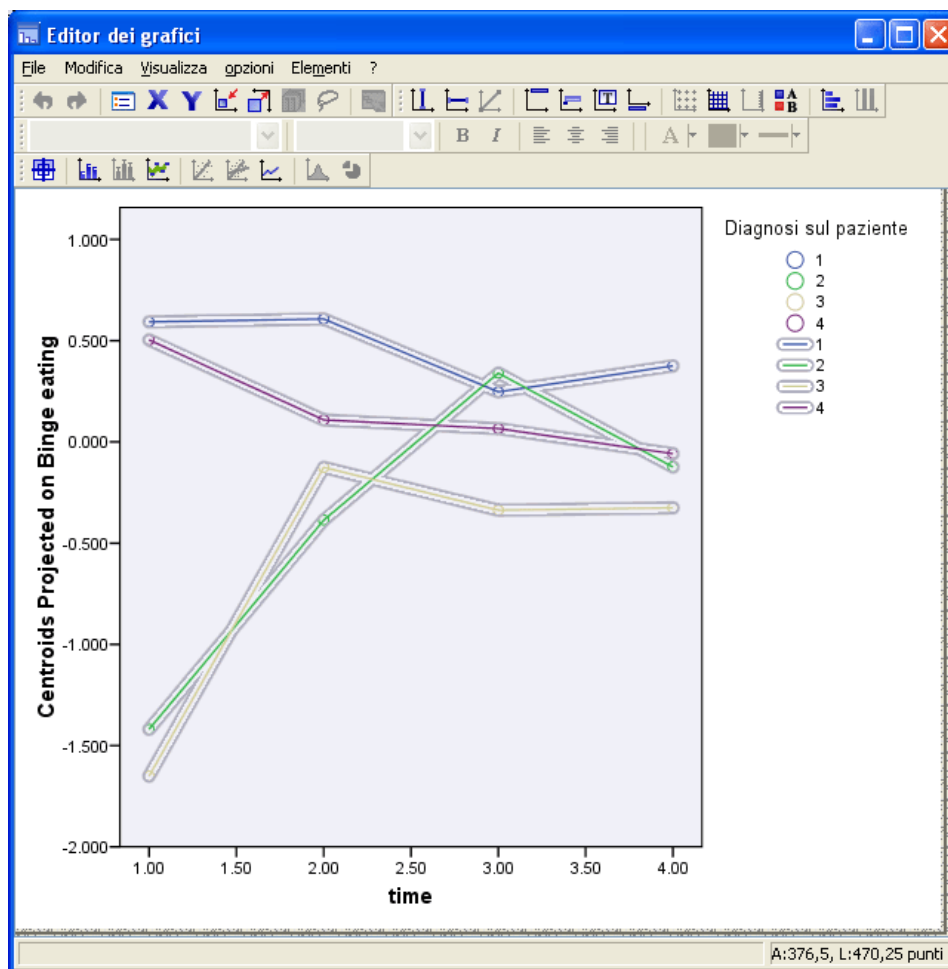 Editor dei grafici
File Modifica Visualizza opzioni Elementi ?
X Y T A B
B I A
Centroids Projected on Binge eating
1.000
0.500
0.000
-0.500
-1.000
-1.500
-2.000
1.00 1.50 2.00 2.50 3.00 3.50 4.00
time
Diagnosi sul paziente
1
2
3
4
1
2
3
4
A:376,5, L:470,25 punti